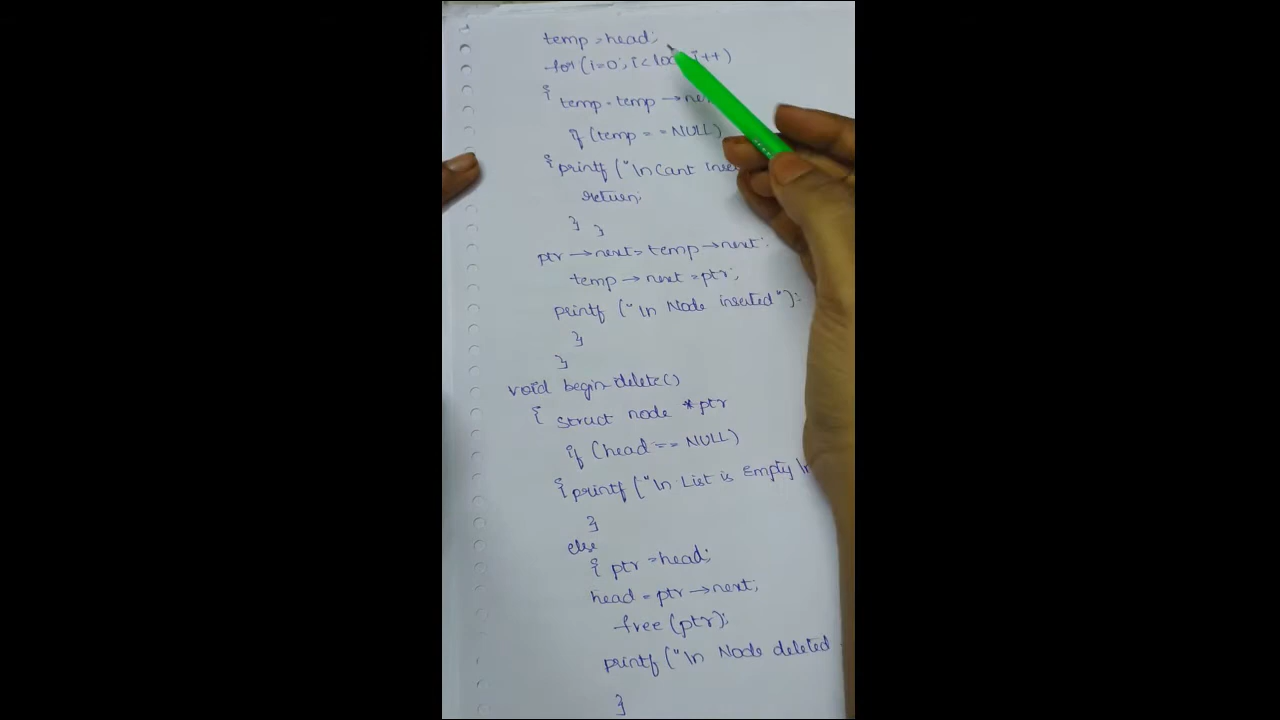 temp=head;
for(i=0; i<loc; i++)
{ temp=temp→next
if (temp = = NULL)
{ printf ("\n Cant
return;
} }
ptr →next=temp→next;
temp→next=ptr;
printf ("\n Node inserted");
}
}
void begin-delete()
{ struct node *ptr
if (head == NULL)
{ printf ("\n List is Empty \n
}
else
{ ptr =head;
head=ptr→next;
free(ptr);
printf ("\n Node deleted
}